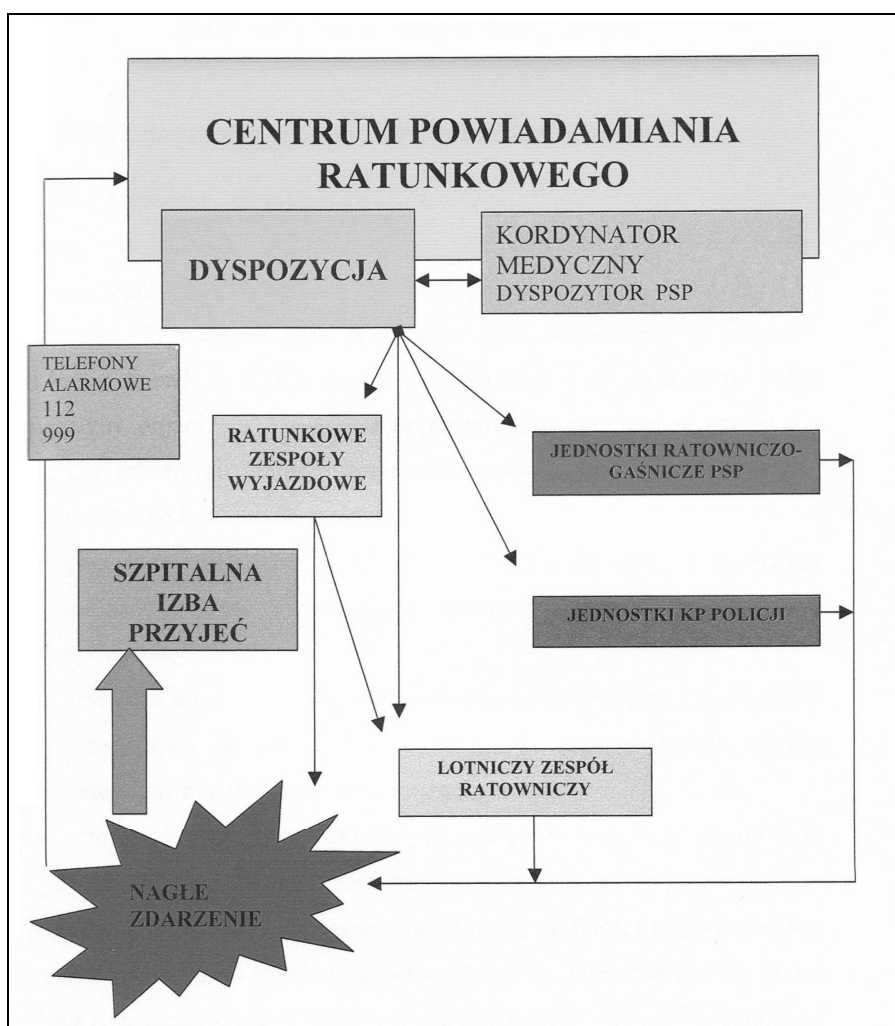 CENTRUM POWIADAMIANIA
RATUNKOWEGO
DYSPOZYCJA
KORDYNATOR
MEDYCZNY
DYSPOZYTOR PSP
TELEFONY
ALARMOWE
112
999
RATUNKOWE
ZESPOŁY
WYJAZDOWE
JEDNOSTKI RATOWNICZO-
GAŚNICZE PSP
SZPITALNA
IZBA
PRZYJĘĆ
JEDNOSTKI KP POLICJI
LOTNICZY ZESPÓŁ
RATOWNICZY
NAGŁE
ZDARZENIE